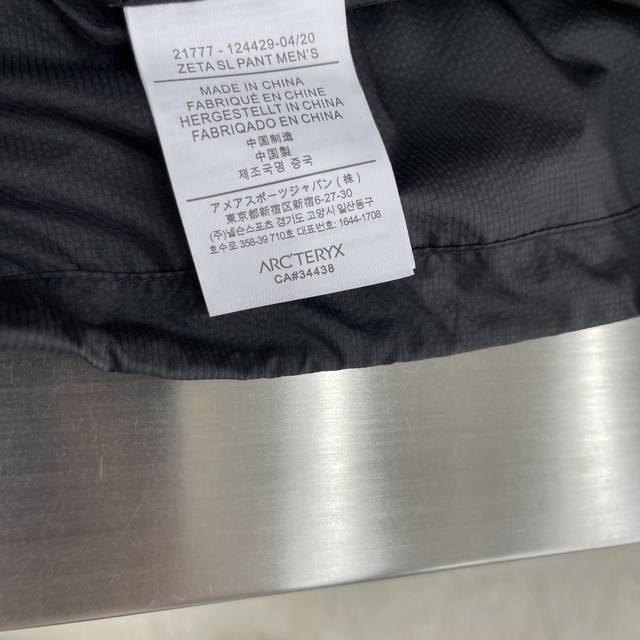 21777 - 124429-04/20
ZETA SL PANT MEN'S
MADE IN CHINA
FABRIQUÉ EN CHINE
HERGESTELLT IN CHINA
FABRIQADO EN CHINA
中国制造
中国製
제조국명 중국
アメアスポーツジャパン (株)
東京都新宿区新宿6-27-30
(주)넬슨스포츠 경기도 고양시 일산동구
호수로 358-39 710호 대표번호: 1644-1708
ARC'TERYX
CA#34438